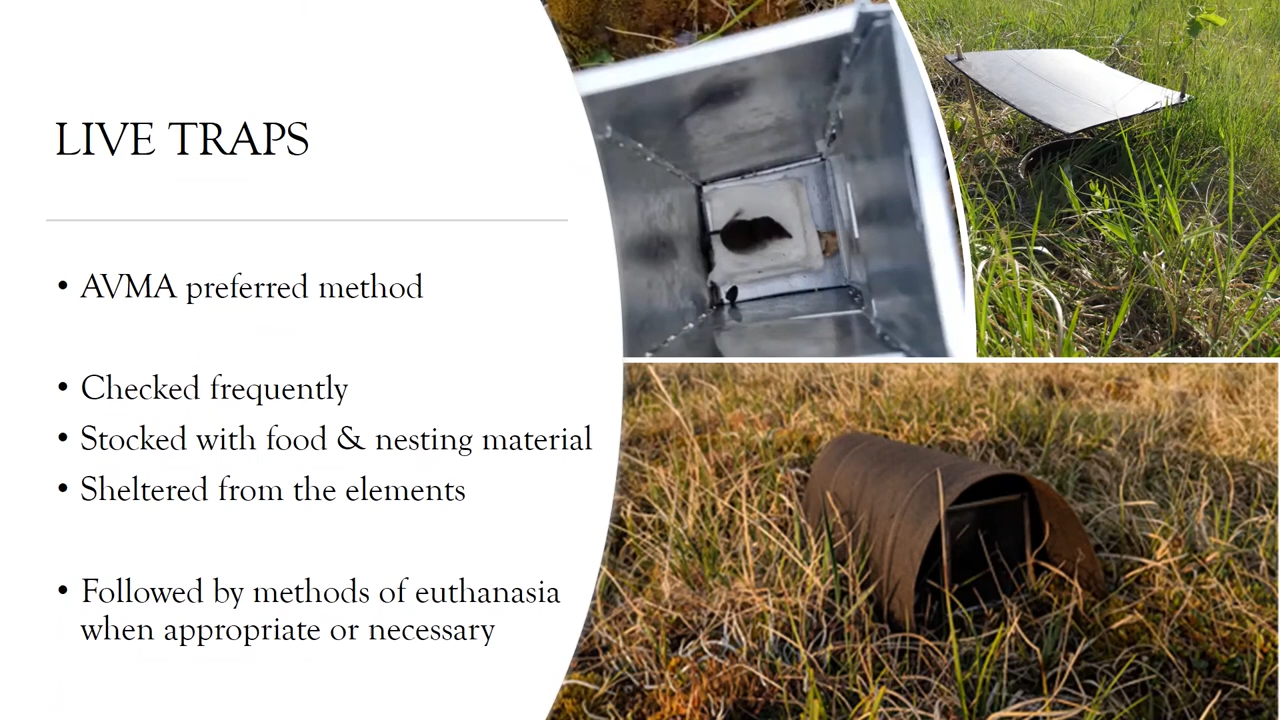 LIVE TRAPS
• AVMA preferred method
• Checked frequently
• Stocked with food & nesting material
• Sheltered from the elements
• Followed by methods of euthanasia
when appropriate or necessary